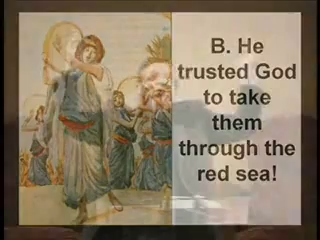 B. He
trusted God
to take
them
through the
red sea!